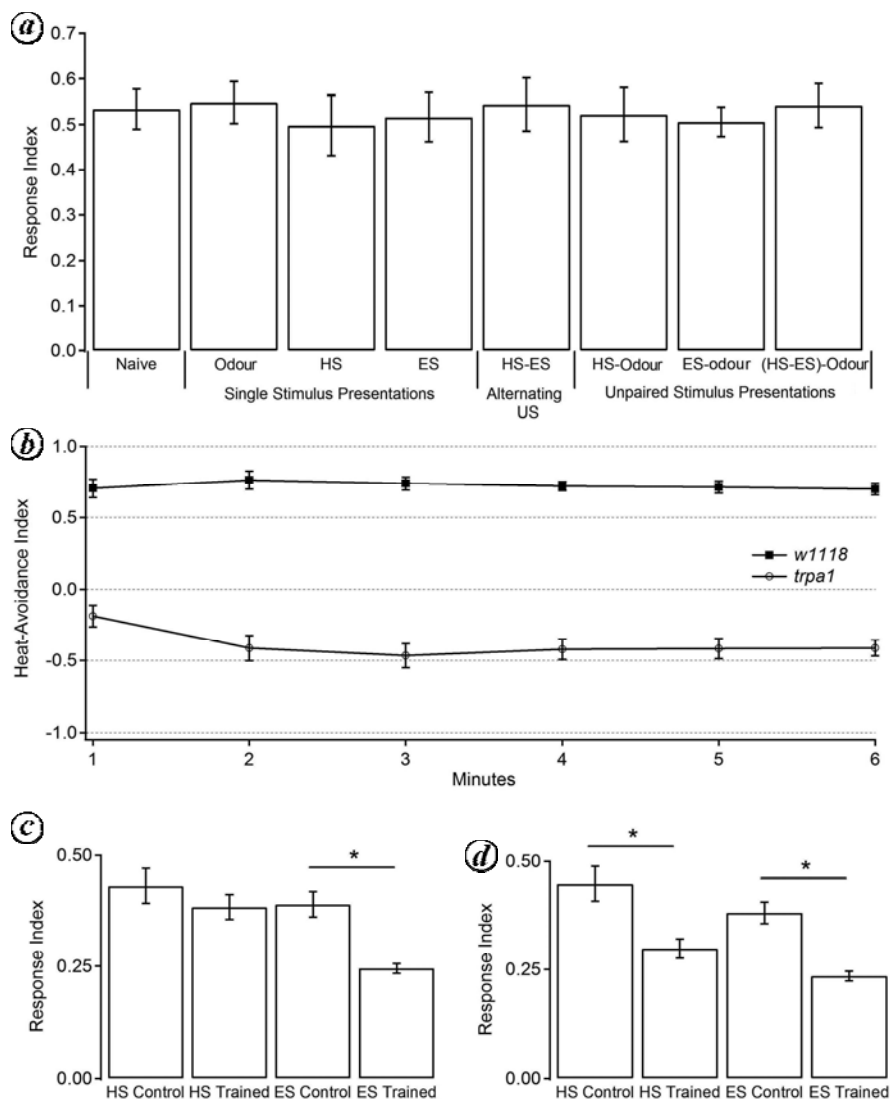 a
0.7
0.6
0.5
0.4
0.3
0.2
0.1
0.0
Response Index
Naive Odour HS ES HS-ES HS-Odour ES-odour (HS-ES)-Odour
Single Stimulus Presentations Alternating US Unpaired Stimulus Presentations
b
1.0
0.5
0.0
-0.5
-1.0
Heat-Avoidance Index
w1118
trpa1
1 2 3 4 5 6
Minutes
c
0.50
0.25
0.00
Response Index
*
HS Control HS Trained ES Control ES Trained
d
0.50
0.25
0.00
Response Index
*
*
HS Control HS Trained ES Control ES Trained